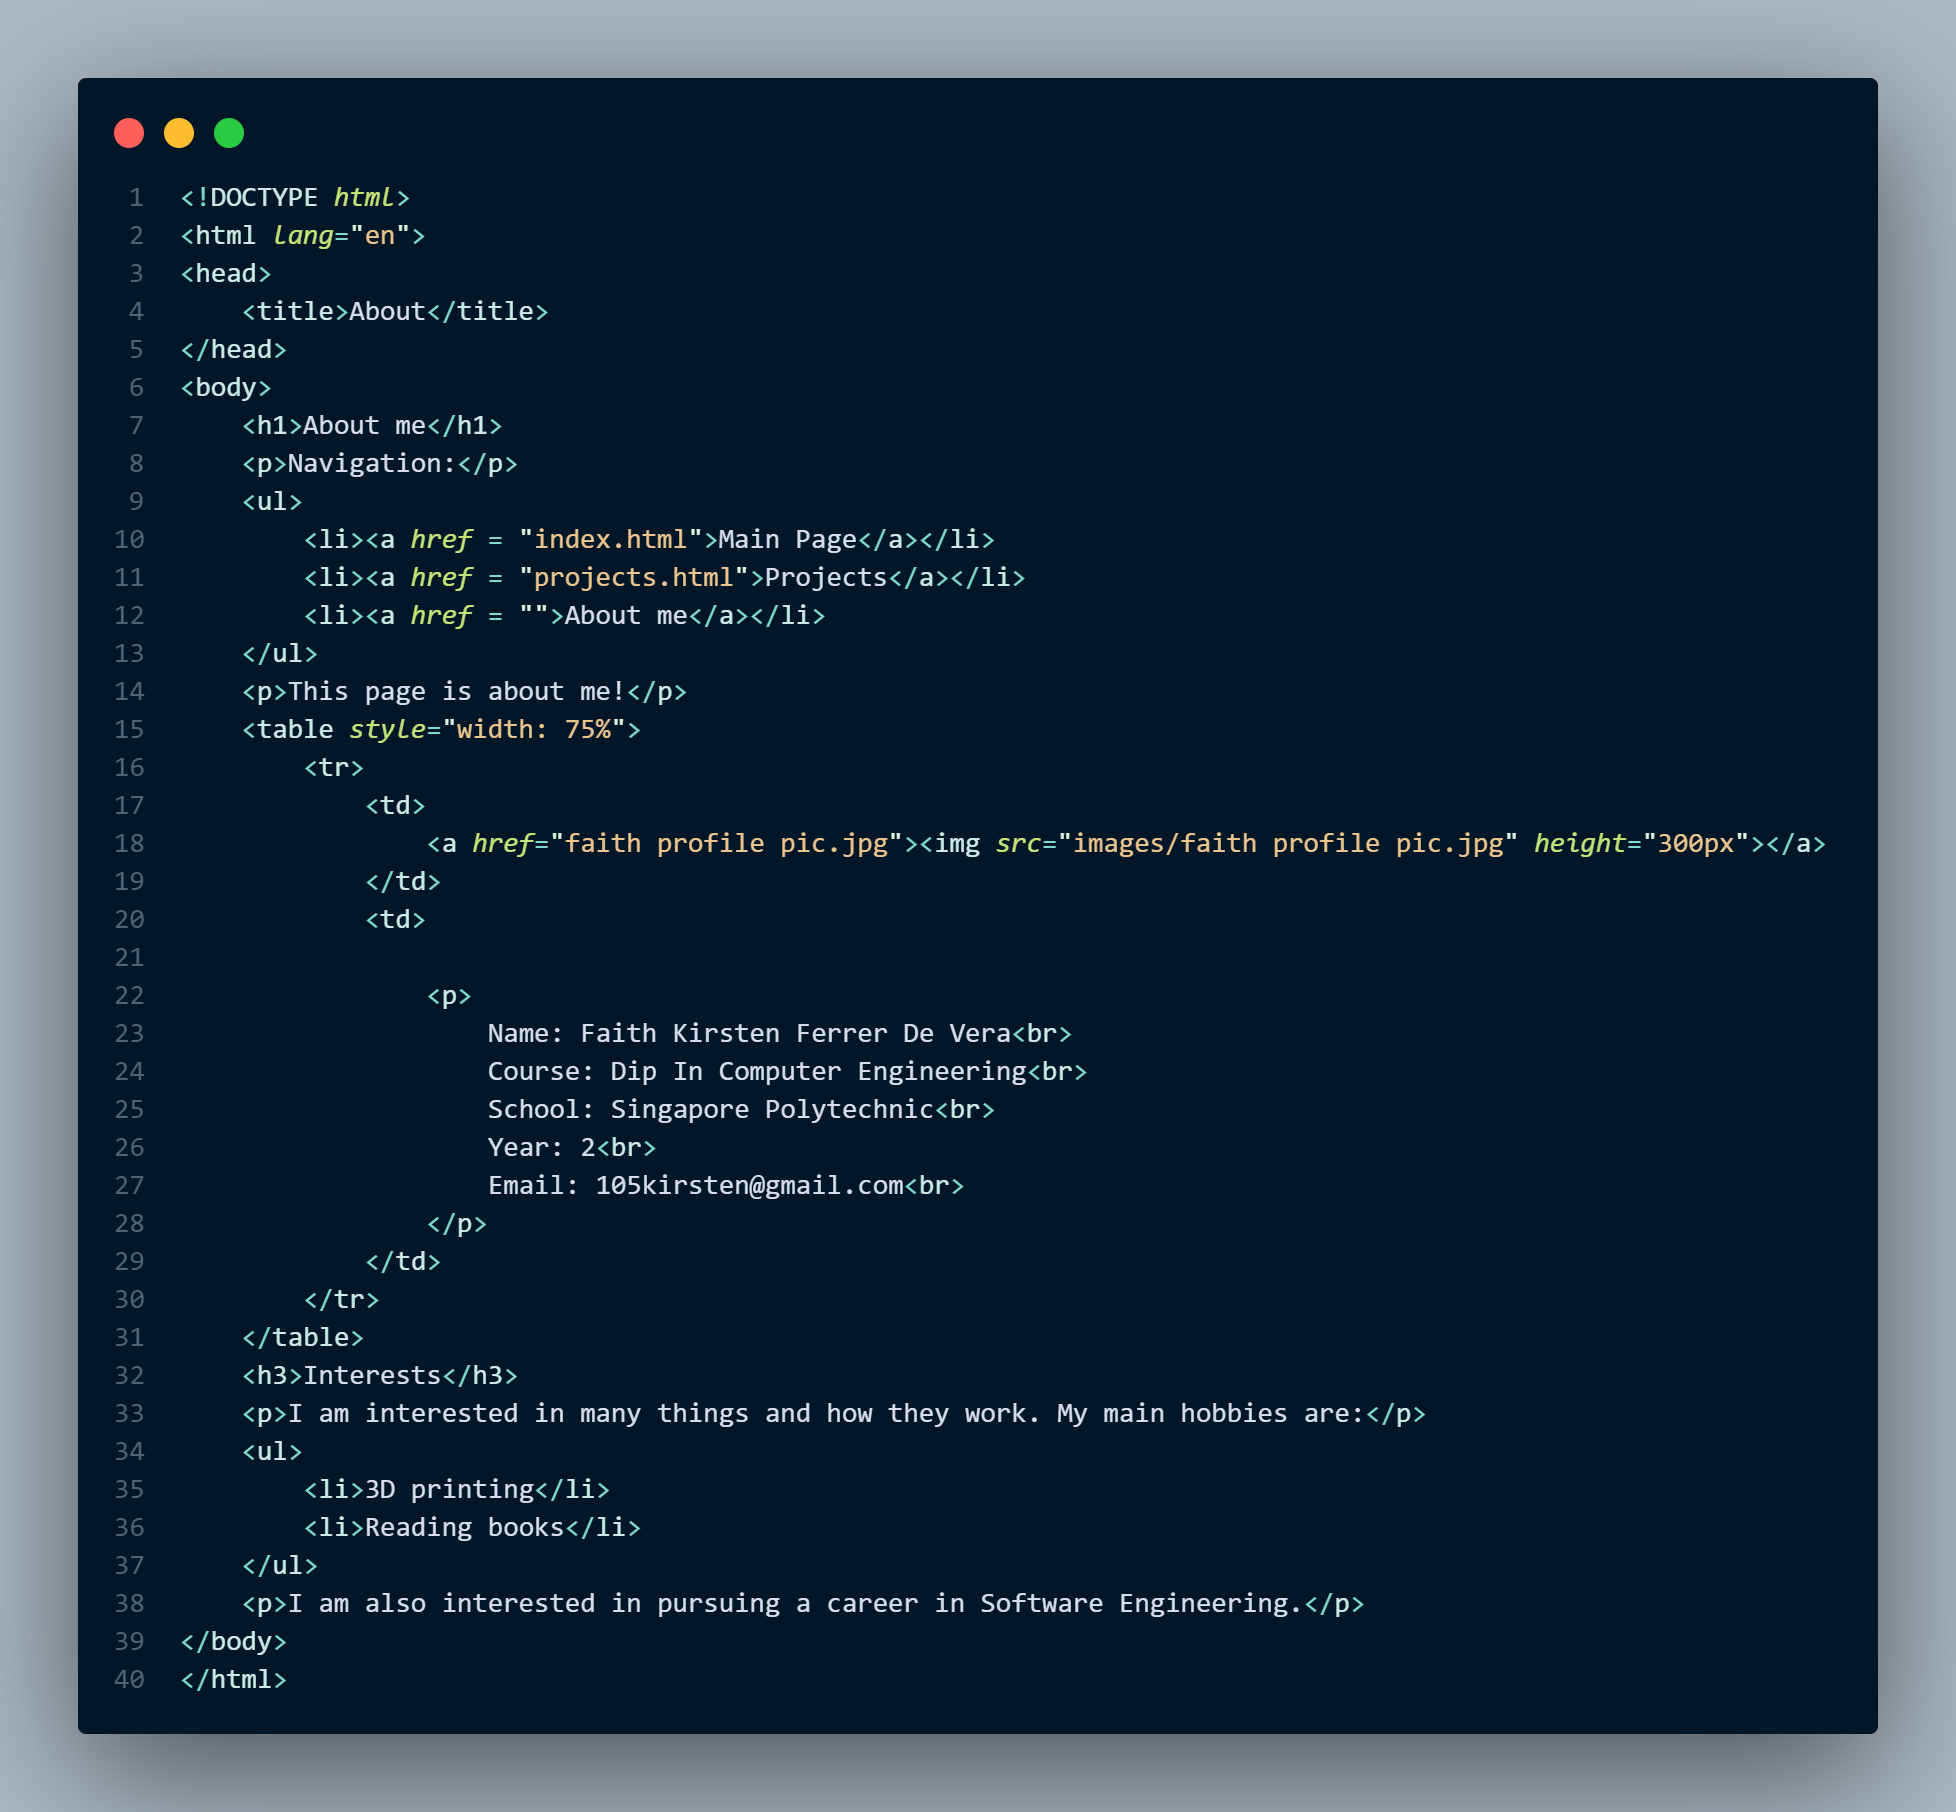 1 <!DOCTYPE html>
2 <html lang="en">
3 <head>
4     <title>About</title>
5 </head>
6 <body>
7     <h1>About me</h1>
8     <p>Navigation:</p>
9     <ul>
10         <li><a href = "index.html">Main Page</a></li>
11         <li><a href = "projects.html">Projects</a></li>
12         <li><a href = "">About me</a></li>
13     </ul>
14     <p>This page is about me!</p>
15     <table style="width: 75%">
16         <tr>
17             <td>
18                 <a href="faith profile pic.jpg"><img src="images/faith profile pic.jpg" height="300px"></a>
19             </td>
20             <td>
21
22                 <p>
23                     Name: Faith Kirsten Ferrer De Vera<br>
24                     Course: Dip In Computer Engineering<br>
25                     School: Singapore Polytechnic<br>
26                     Year: 2<br>
27                     Email: 105kirsten@gmail.com<br>
28                 </p>
29             </td>
30         </tr>
31     </table>
32     <h3>Interests</h3>
33     <p>I am interested in many things and how they work. My main hobbies are:</p>
34     <ul>
35         <li>3D printing</li>
36         <li>Reading books</li>
37     </ul>
38     <p>I am also interested in pursuing a career in Software Engineering.</p>
39 </body>
40 </html>